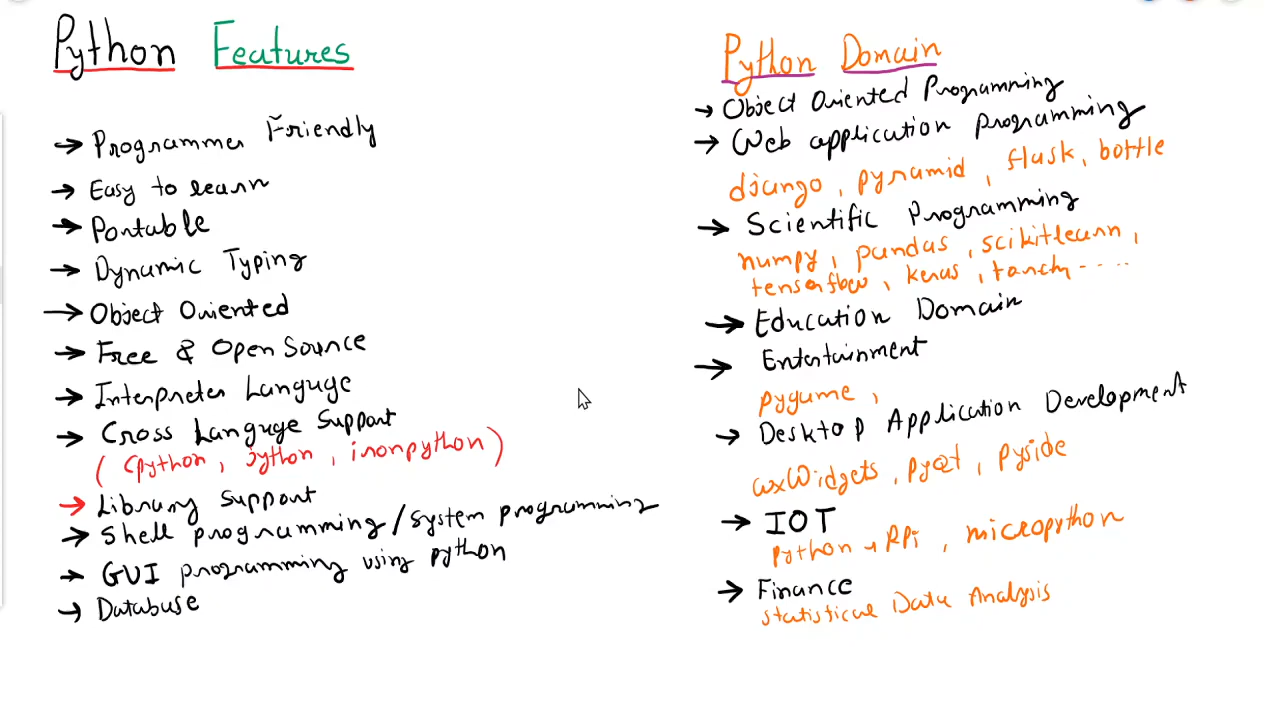 Python Features
→ Programmer Friendly
→ Easy to learn
→ Portable
→ Dynamic Typing
→ Object Oriented
→ Free & Open Source
→ Interpreter Languge
→ Cross Languge Support
( Cpython, Jython, ironpython )
→ Library Support
→ Shell programming / System programming
→ GUI programming using python
→ Database
Python Domain
→ Object Oriented Programming
→ Web application programming
django, pyramid, flask, bottle
→ Scientific Programming
numpy, pandas, scikitlearn,
tensorflow, keras,
→ Education Domain
→ Entertainment
pygame,
→ Desktop Application Development
wxWidgets, pyQt, pyside
→ IOT
Python → RPi, micropython
→ Finance
Statistical Data Analysis